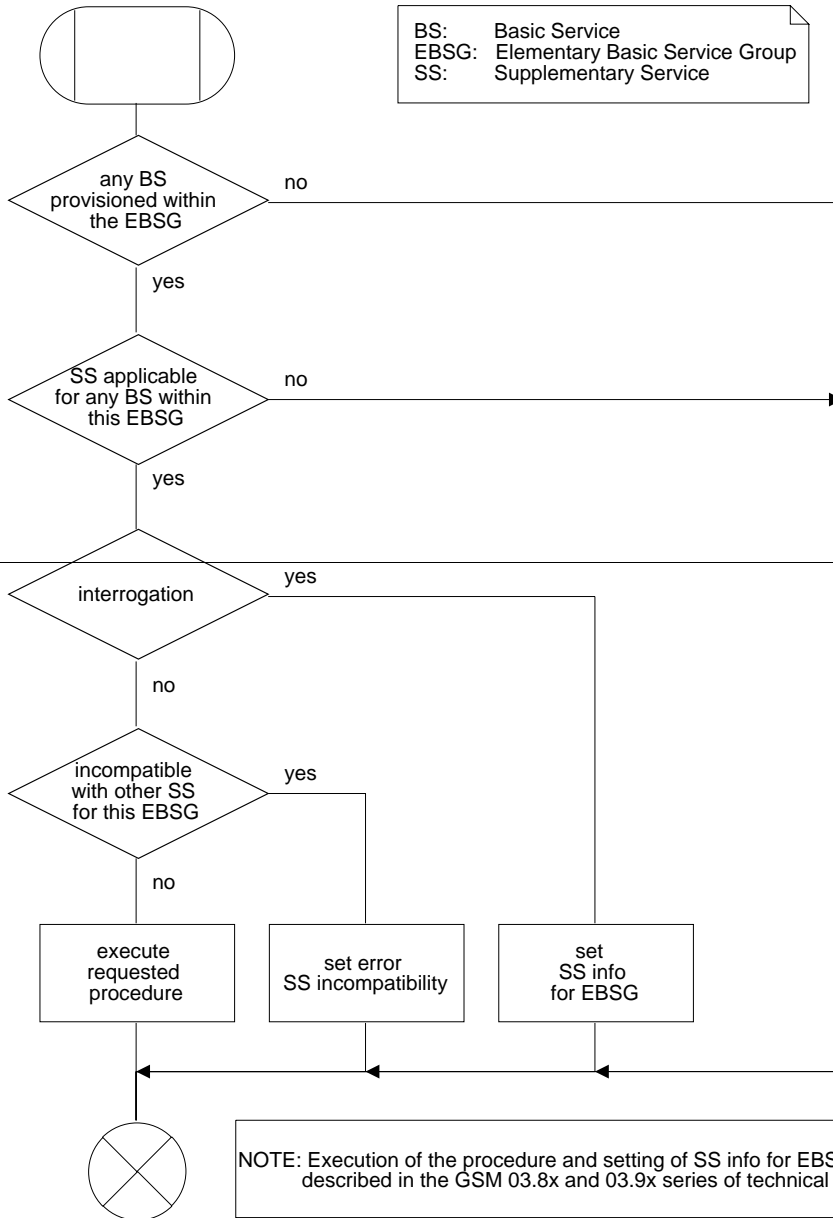 BS: Basic Service
EBSG: Elementary Basic Service Group
SS: Supplementary Service
any BS
provisioned within
the EBSG
no
yes
SS applicable
for any BS within
this EBSG
no
yes
interrogation
yes
no
incompatible
with other SS
for this EBSG
yes
no
execute
requested
procedure
set error
SS incompatibility
set
SS info
for EBSG
NOTE: Execution of the procedure and setting of SS info for
described in the GSM 03.8x and 03.9x series of technical